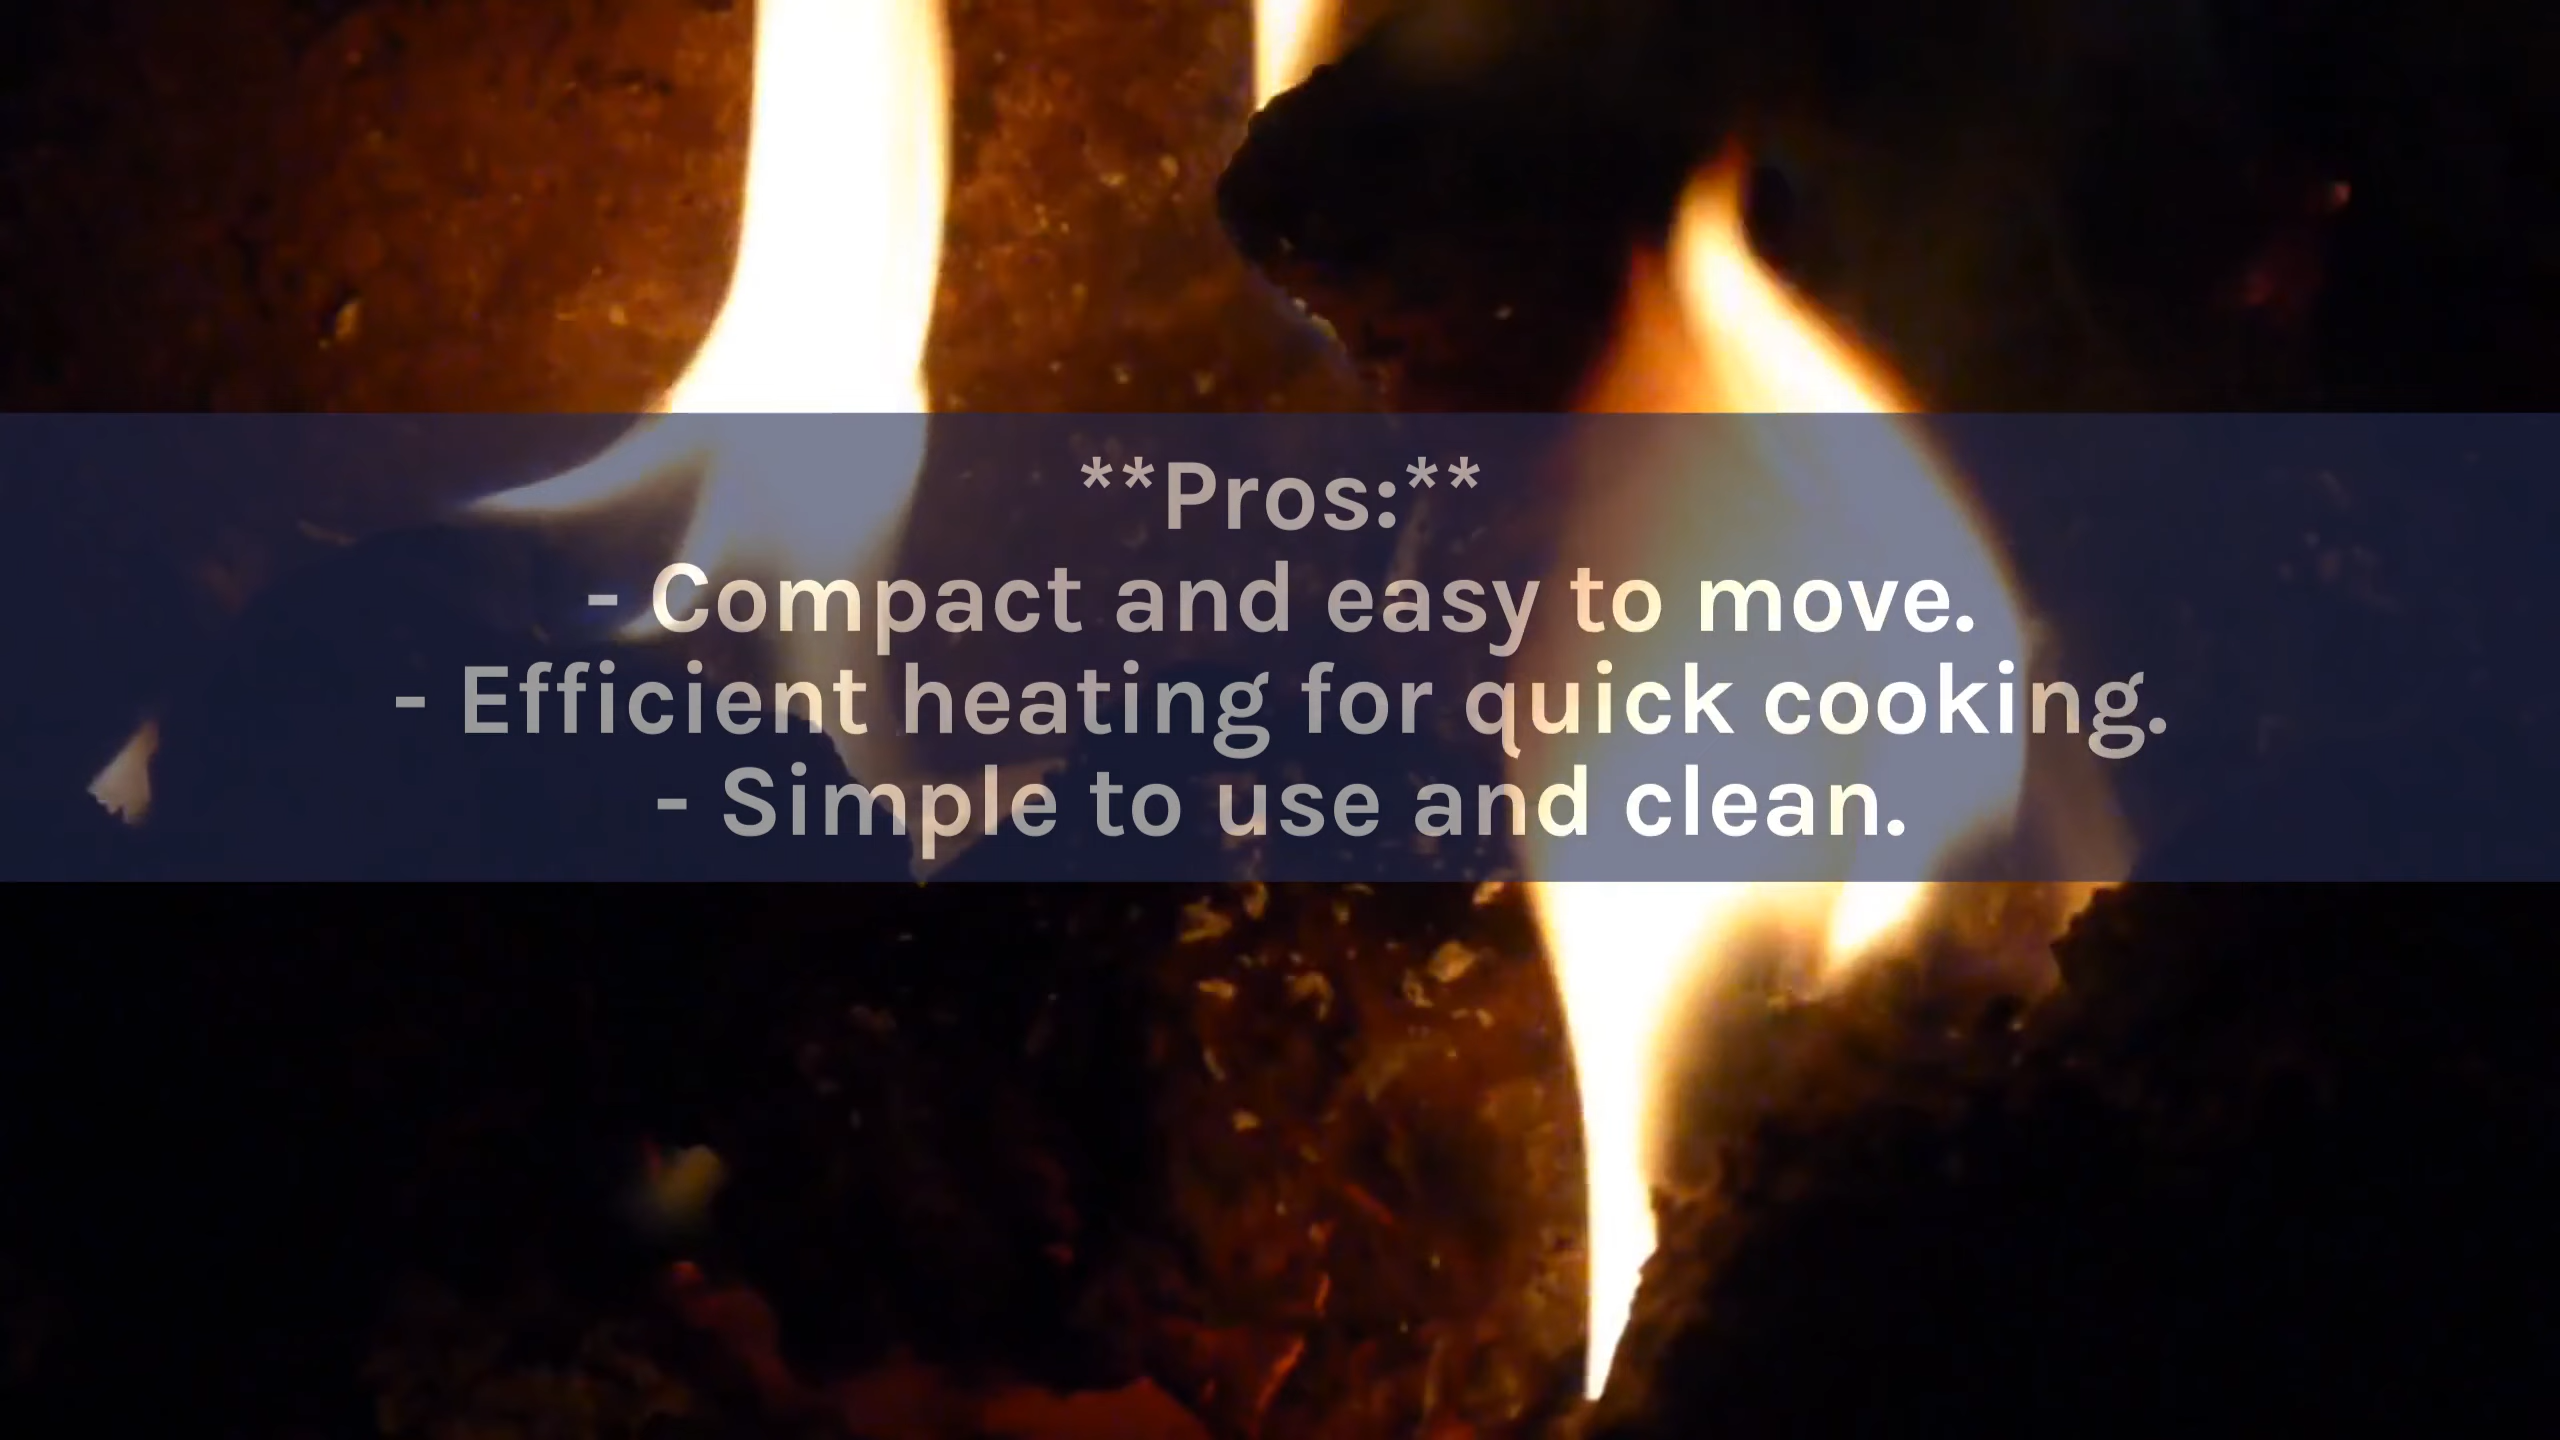 **Pros:**
- Compact and easy to move.
- Efficient heating for quick cooking.
- Simple to use and clean.